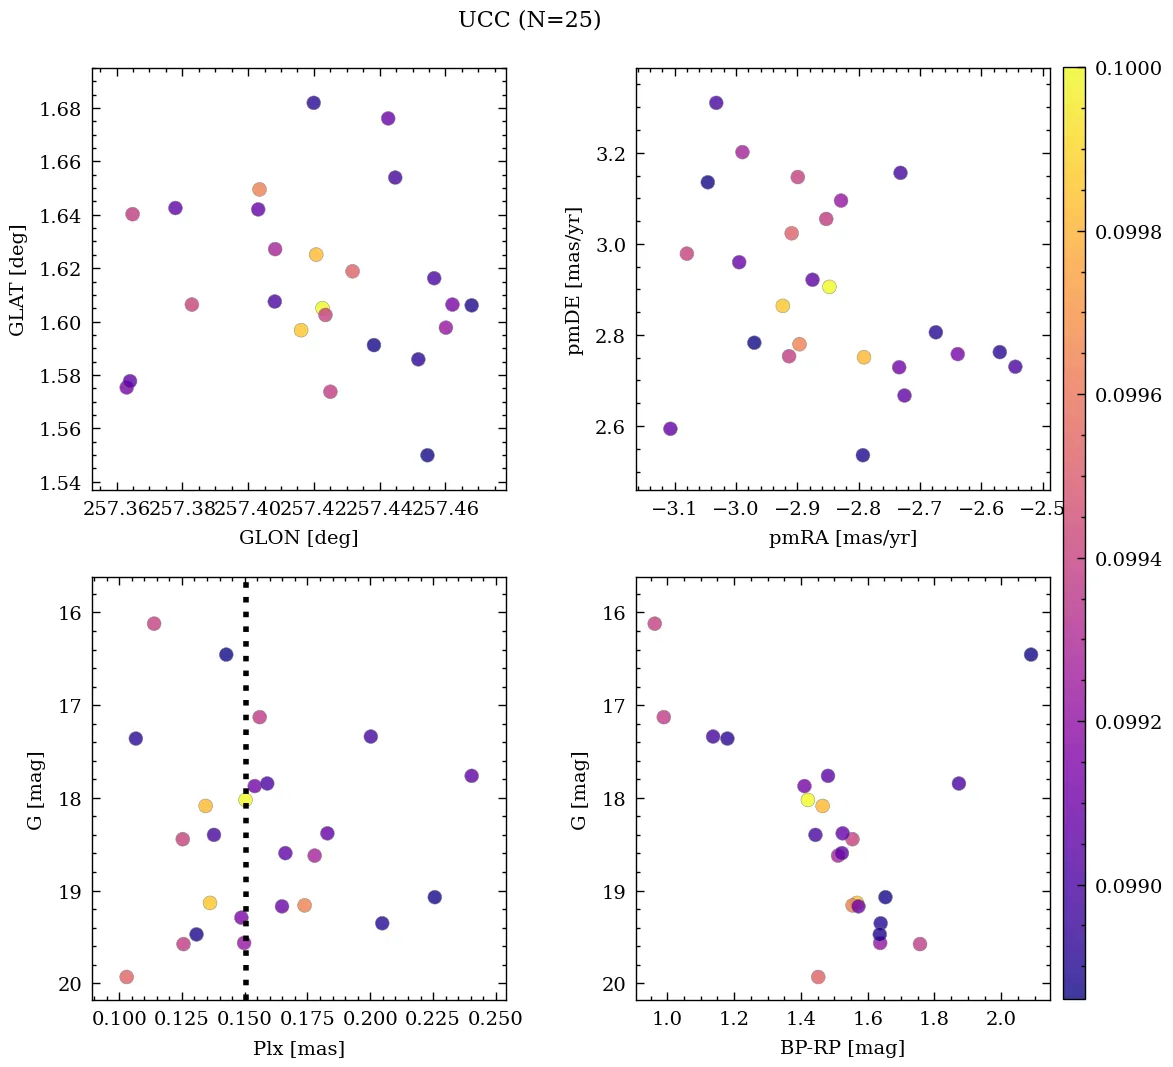 UCC (N=25)
1.68
1.66
1.64
1.62
1.60
1.58
1.56
1.54
GLAT [deg]
257.36 257.38 257.40 257.42 257.44 257.46
GLON [deg]
3.2
3.0
2.8
2.6
pmDE [mas/yr]
−3.1 −3.0 −2.9 −2.8 −2.7 −2.6 −2.5
pmRA [mas/yr]
0.1000
0.0998
0.0996
0.0994
0.0992
0.0990
16
17
18
19
20
G [mag]
0.100 0.125 0.150 0.175 0.200 0.225 0.250
Plx [mas]
16
17
18
19
20
G [mag]
1.0 1.2 1.4 1.6 1.8 2.0
BP-RP [mag]